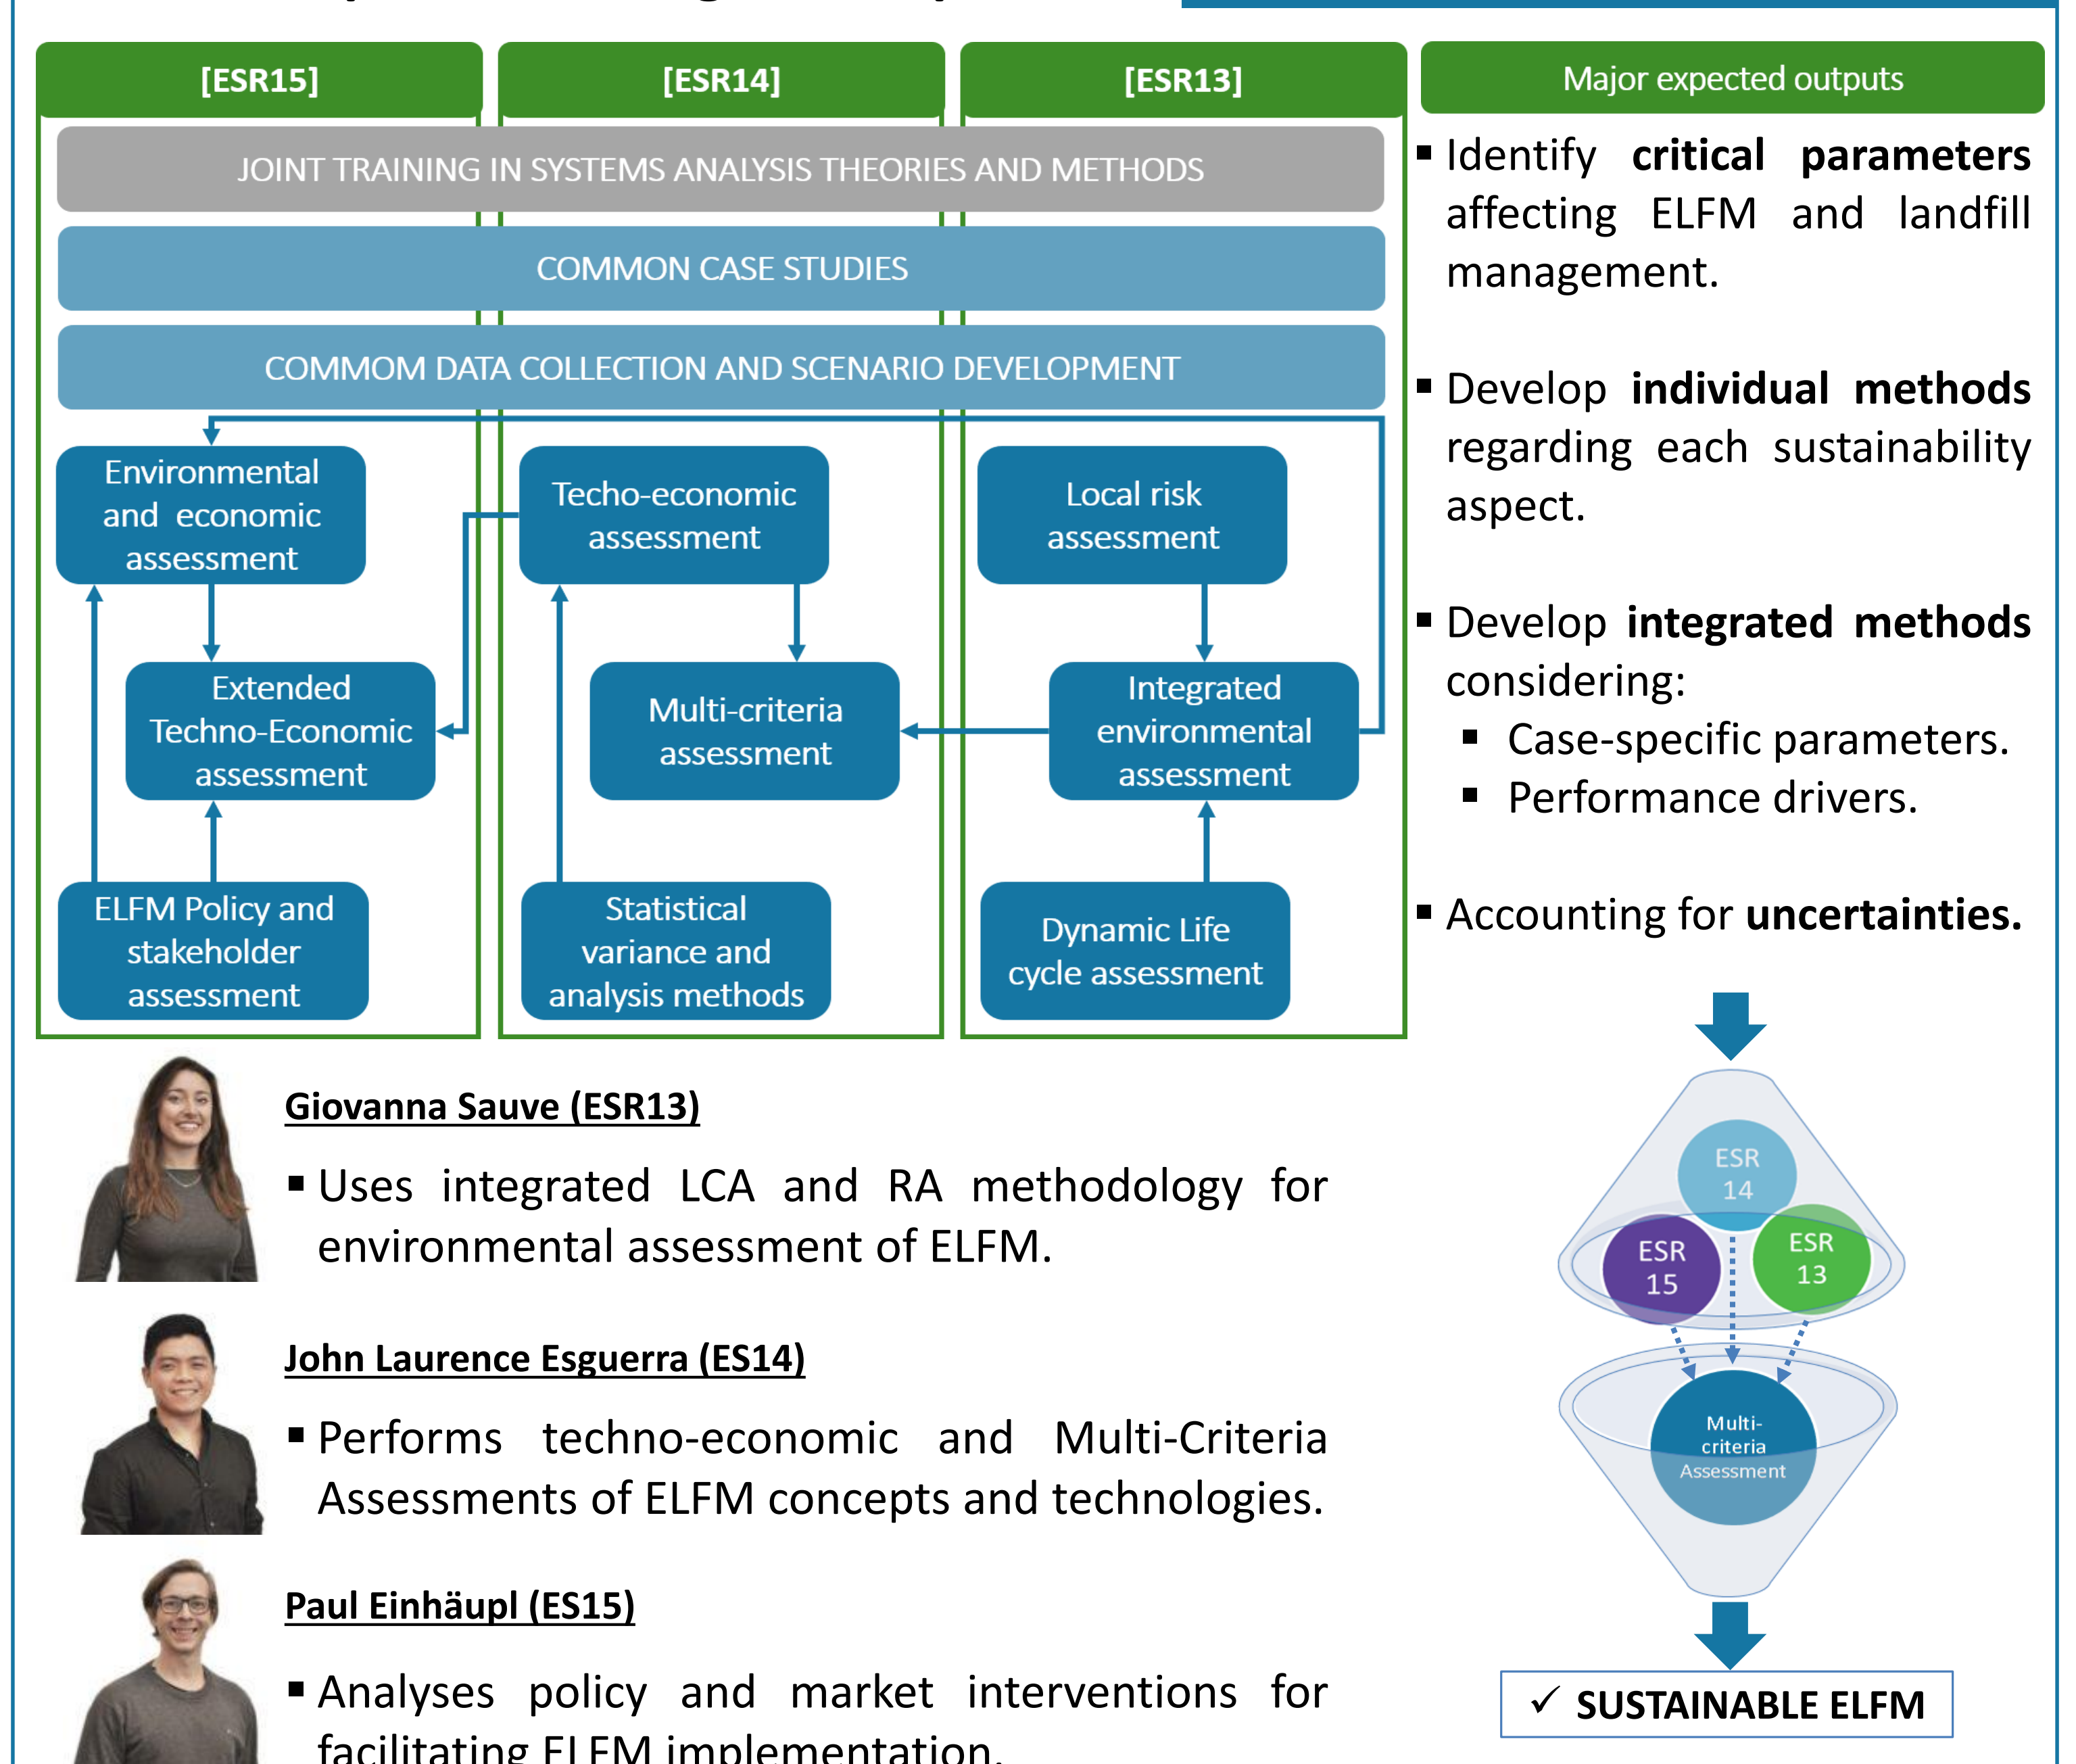 [ESR15]
[ESR14]
[ESR13]
Major expected outputs
JOINT TRAINING IN SYSTEMS ANALYSIS THEORIES AND METHODS
COMMON CASE STUDIES
COMMOM DATA COLLECTION AND SCENARIO DEVELOPMENT
Environmental
and economic
assessment
Techo-economic
assessment
Local risk
assessment
Extended
Techno-Economic
assessment
Multi-criteria
assessment
Integrated
environmental
assessment
ELFM Policy and
stakeholder
assessment
Statistical
variance and
analysis methods
Dynamic Life
cycle assessment
▪ Identify critical parameters
affecting ELFM and landfill
management.
▪ Develop individual methods
regarding each sustainability
aspect.
▪ Develop integrated methods
considering:
▪ Case-specific parameters.
▪ Performance drivers.
▪ Accounting for uncertainties.
Giovanna Sauve (ESR13)
▪ Uses integrated LCA and RA methodology for
environmental assessment of ELFM.
John Laurence Esguerra (ES14)
▪ Performs techno-economic and Multi-Criteria
Assessments of ELFM concepts and technologies.
Paul Einhäupl (ES15)
▪ Analyses policy and market interventions for
facilitating ELFM implementation.
ESR
14
ESR
15
ESR
13
Multi-
criteria
Assessment
✓ SUSTAINABLE ELFM